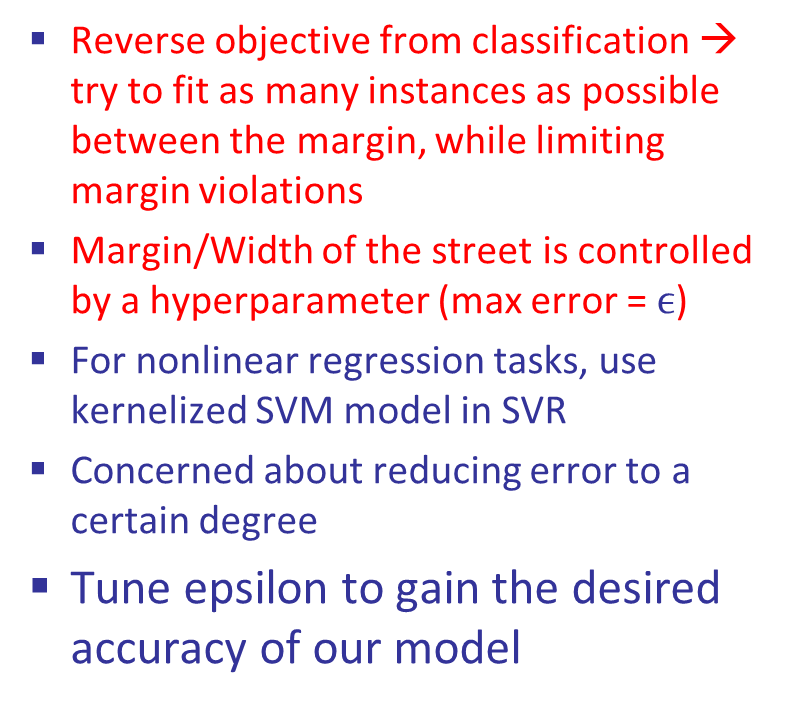 ▪ Reverse objective from classification →
try to fit as many instances as possible
between the margin, while limiting
margin violations
▪ Margin/Width of the street is controlled
by a hyperparameter (max error = ϵ)
▪ For nonlinear regression tasks, use
kernelized SVM model in SVR
▪ Concerned about reducing error to a
certain degree
▪ Tune epsilon to gain the desired
accuracy of our model